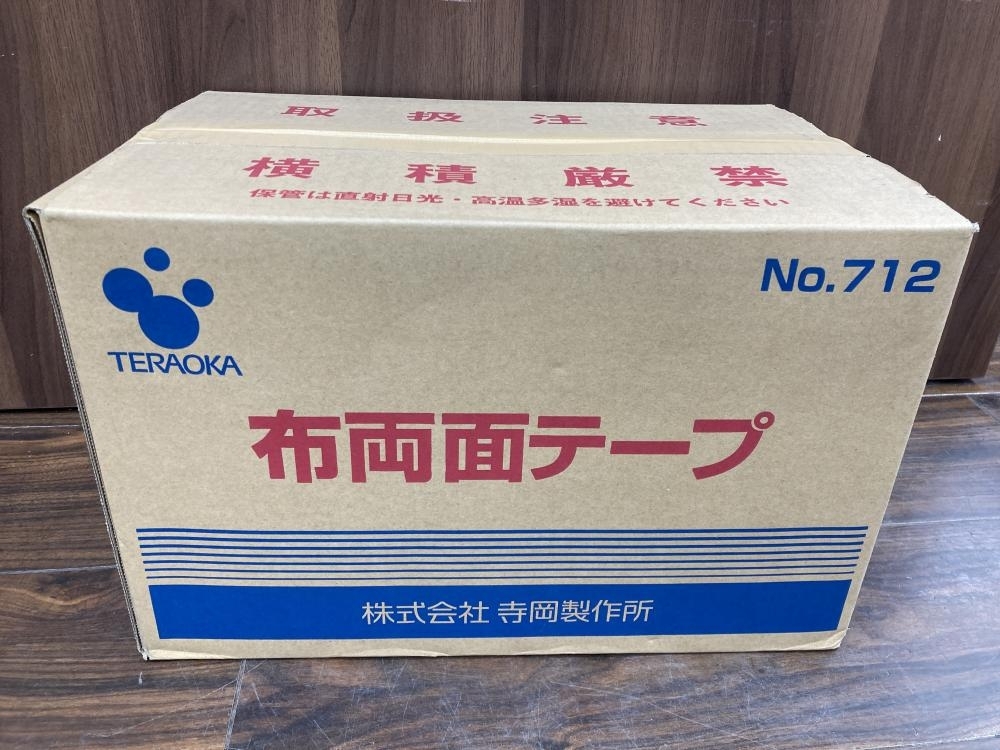 取扱注意
横積厳禁
保管は直射日光・高温多湿を避けてください
No.712
TERAOKA
布両面テープ
株式会社 寺岡製作所